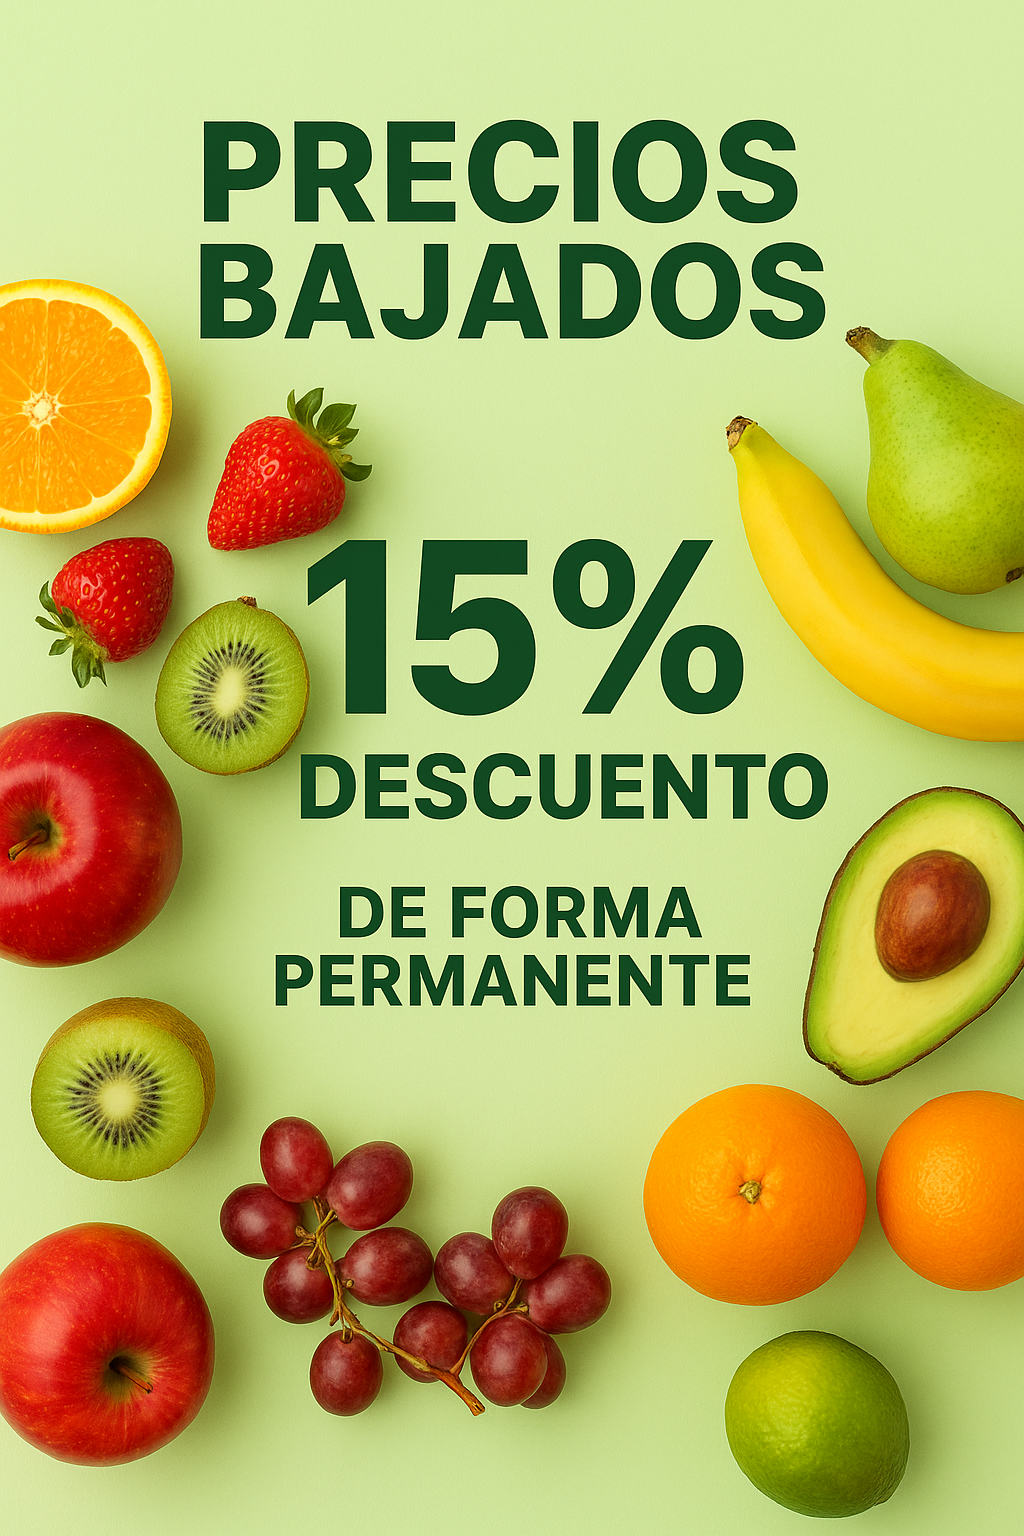 PRECIOS
BAJADOS
15%
DESCUENTO
DE FORMA
PERMANENTE